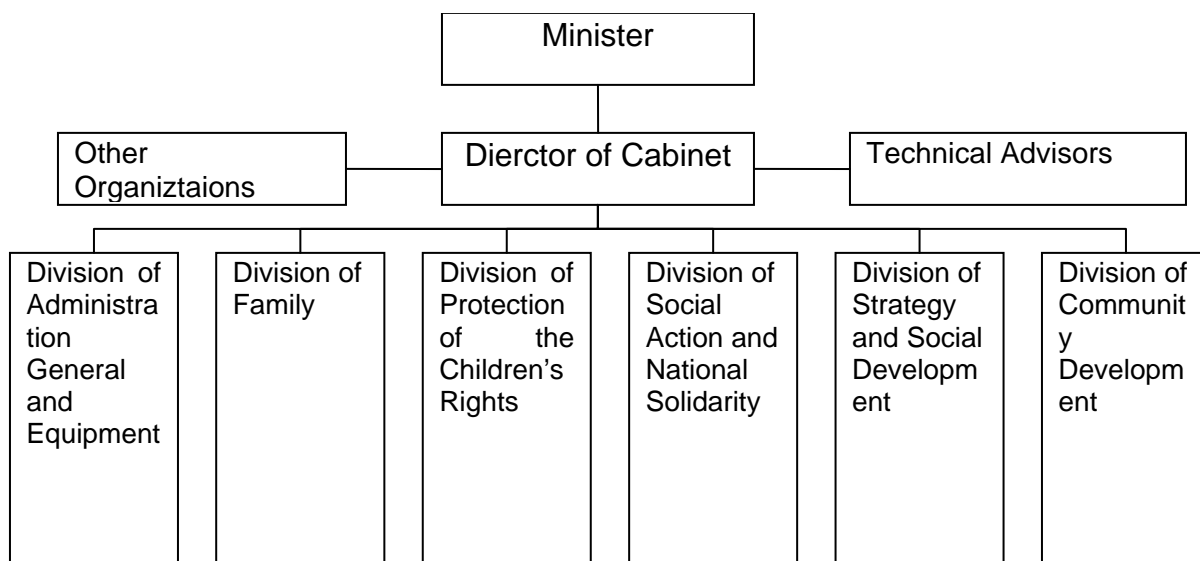 Minister
Other
Organiztaions
Dierctor of Cabinet
Technical Advisors
Division of
Administra
tion
General
and
Equipment
Division of
Family
Division of
Protection
of the
Children’s
Rights
Division of
Social
Action and
National
Solidarity
Division of
Strategy
and Social
Developm
ent
Division of
Communit
y
Developm
ent